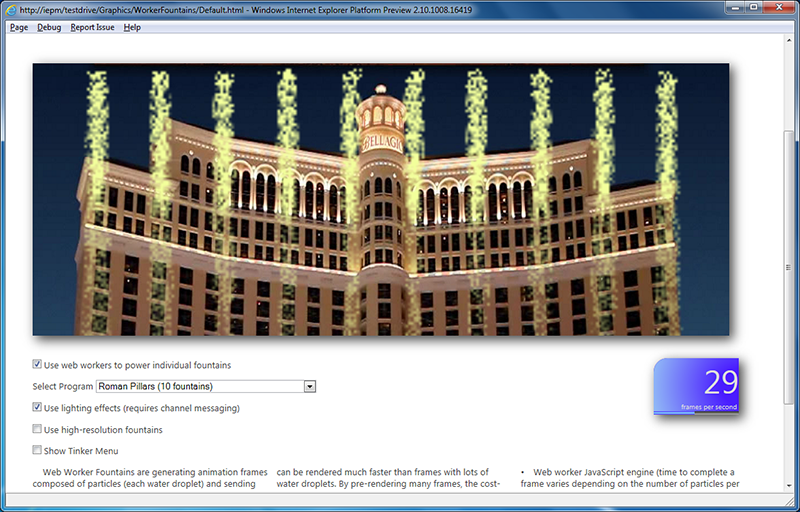 http://iepm/testdrive/Graphics/WorkerFountains/Default.html - Windows Internet Explorer Platform Preview 2.10.1008.16419
Page Debug Report Issue Help
BELLAGIO
Use web workers to power individual fountains
Select Program Roman Pillars (10 fountains)
Use lighting effects (requires channel messaging)
Use high-resolution fountains
Show Tinker Menu
29
frames per second
Web Worker Fountains are generating animation frames
composed of particles (each water droplet) and sending
can be rendered much faster than frames with lots of
water droplets. By pre-rendering many frames, the cost-
• Web worker JavaScript engine (time to complete a
frame varies depending on the number of particles per